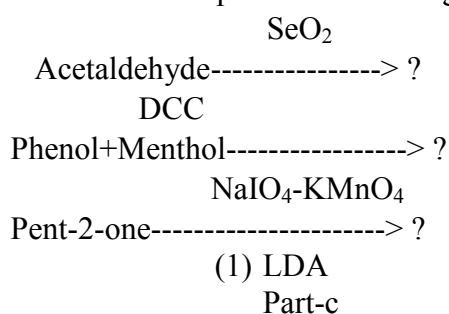 SeO₂
Acetaldehyde----------------> ?
DCC
Phenol+Menthol-----------------> ?
NaIO₄-KMnO₄
Pent-2-one----------------------> ?
(1) LDA
Part-c